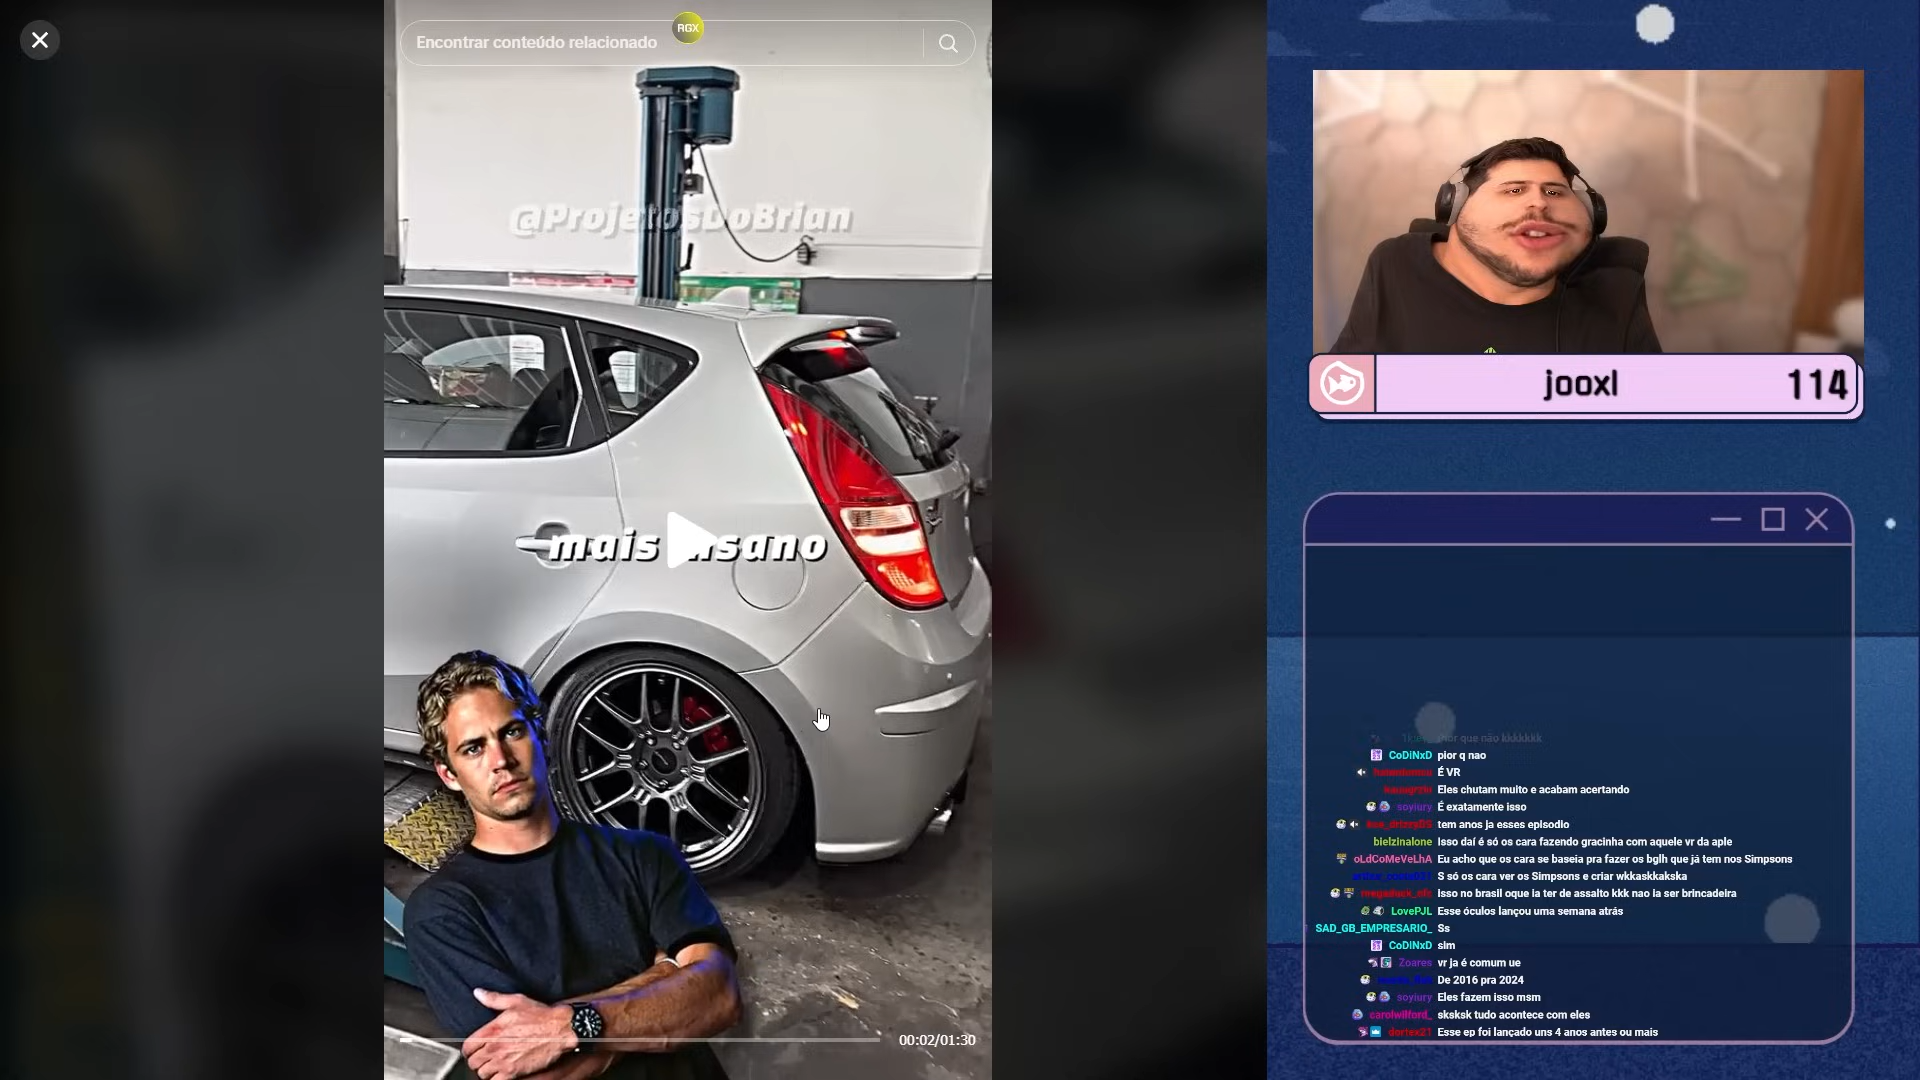 RGX
Encontrar conteúdo relacionado
@ProjetosDoBrian
mais insano
00:02/01:30
jooxl
114
que não kkkkkkk
CoDiNxD pior q nao
É VR
Eles chutam muito e acabam acertando
soyiury É exatamente isso
tem anos ja esses episodio
bielzinalone Isso daí é só os cara fazendo gracinha com aquele vr da aple
oLdCoMeVeLhA Eu acho que os cara se baseia pra fazer os bglh que já tem nos Simpsons
S só os cara ver os Simpsons e criar wkkaskkakska
Isso no brasil oque ia ter de assalto kkk nao ia ser brincadeira
LovePJL Esse óculos lançou uma semana atrás
SAD_GB_EMPRESARIO_ Ss
CoDiNxD sim
Zoares vr ja é comum ue
De 2016 pra 2024
soyiury Eles fazem isso msm
carolwilford_ sksksk tudo acontece com eles
dortex21 Esse ep foi lançado uns 4 anos antes ou mais